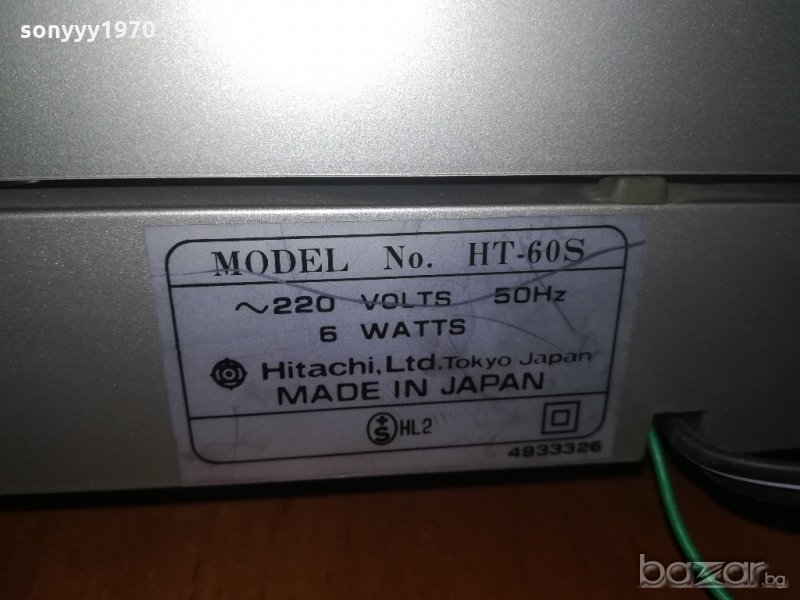 sonyyy1970
MODEL No. HT-60S
~220 VOLTS 50Hz
6 WATTS
Hitachi, Ltd. Tokyo Japan
MADE IN JAPAN
+S HL2
4933326
bazar.bg